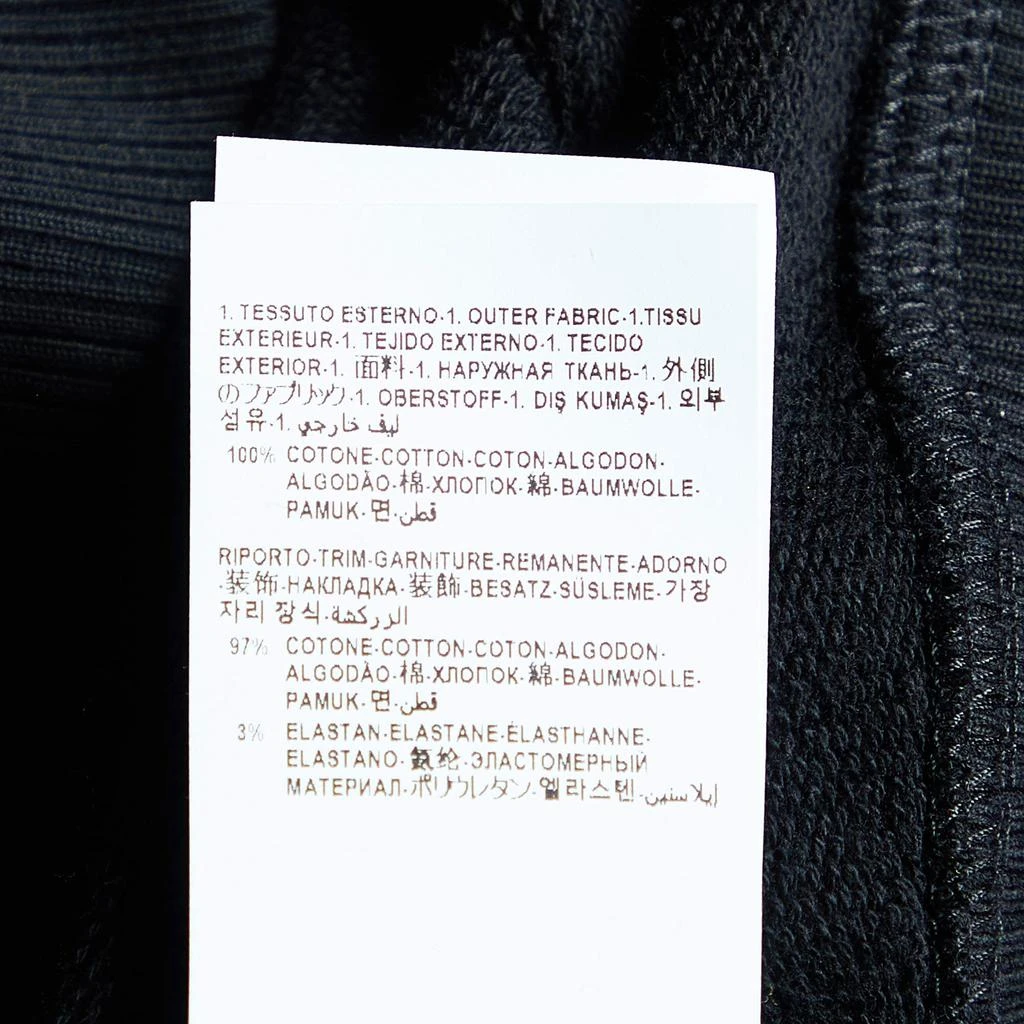 1. TESSUTO ESTERNO-1. OUTER FABRIC-1.TISSU
EXTERIEUR-1. TEJIDO EXTERNO-1. TECIDO
EXTERIOR-1. 面料-1. НАРУЖНАЯ ТКАНЬ-1. 外側
のファブリック-1. OBERSTOFF-1. DIŞ KUMAŞ-1. 외부
섬유-1. ليف خارجي
100% COTONE-COTTON-COTON-ALGODON-
ALGODÃO-棉-ХЛОПОК-綿-BAUMWOLLE-
PAMUK-면-قطن
RIPORTO-TRIM-GARNITURE-REMANENTE-ADORNO
-装饰-НАКЛАДКА-装飾-BESATZ-SÜSLEME-가장
자리 장식-الزركشة
97% COTONE-COTTON-COTON-ALGODON-
ALGODÃO-棉-ХЛОПОК-綿-BAUMWOLLE-
PAMUK-면-قطن
3% ELASTAN-ELASTANE-ÉLASTHANNE-
ELASTANO-氨纶-ЭЛАСТОМЕРНЫЙ
МАТЕРИАЛ-ポリウレタン-엘라스텐-إيلاستين